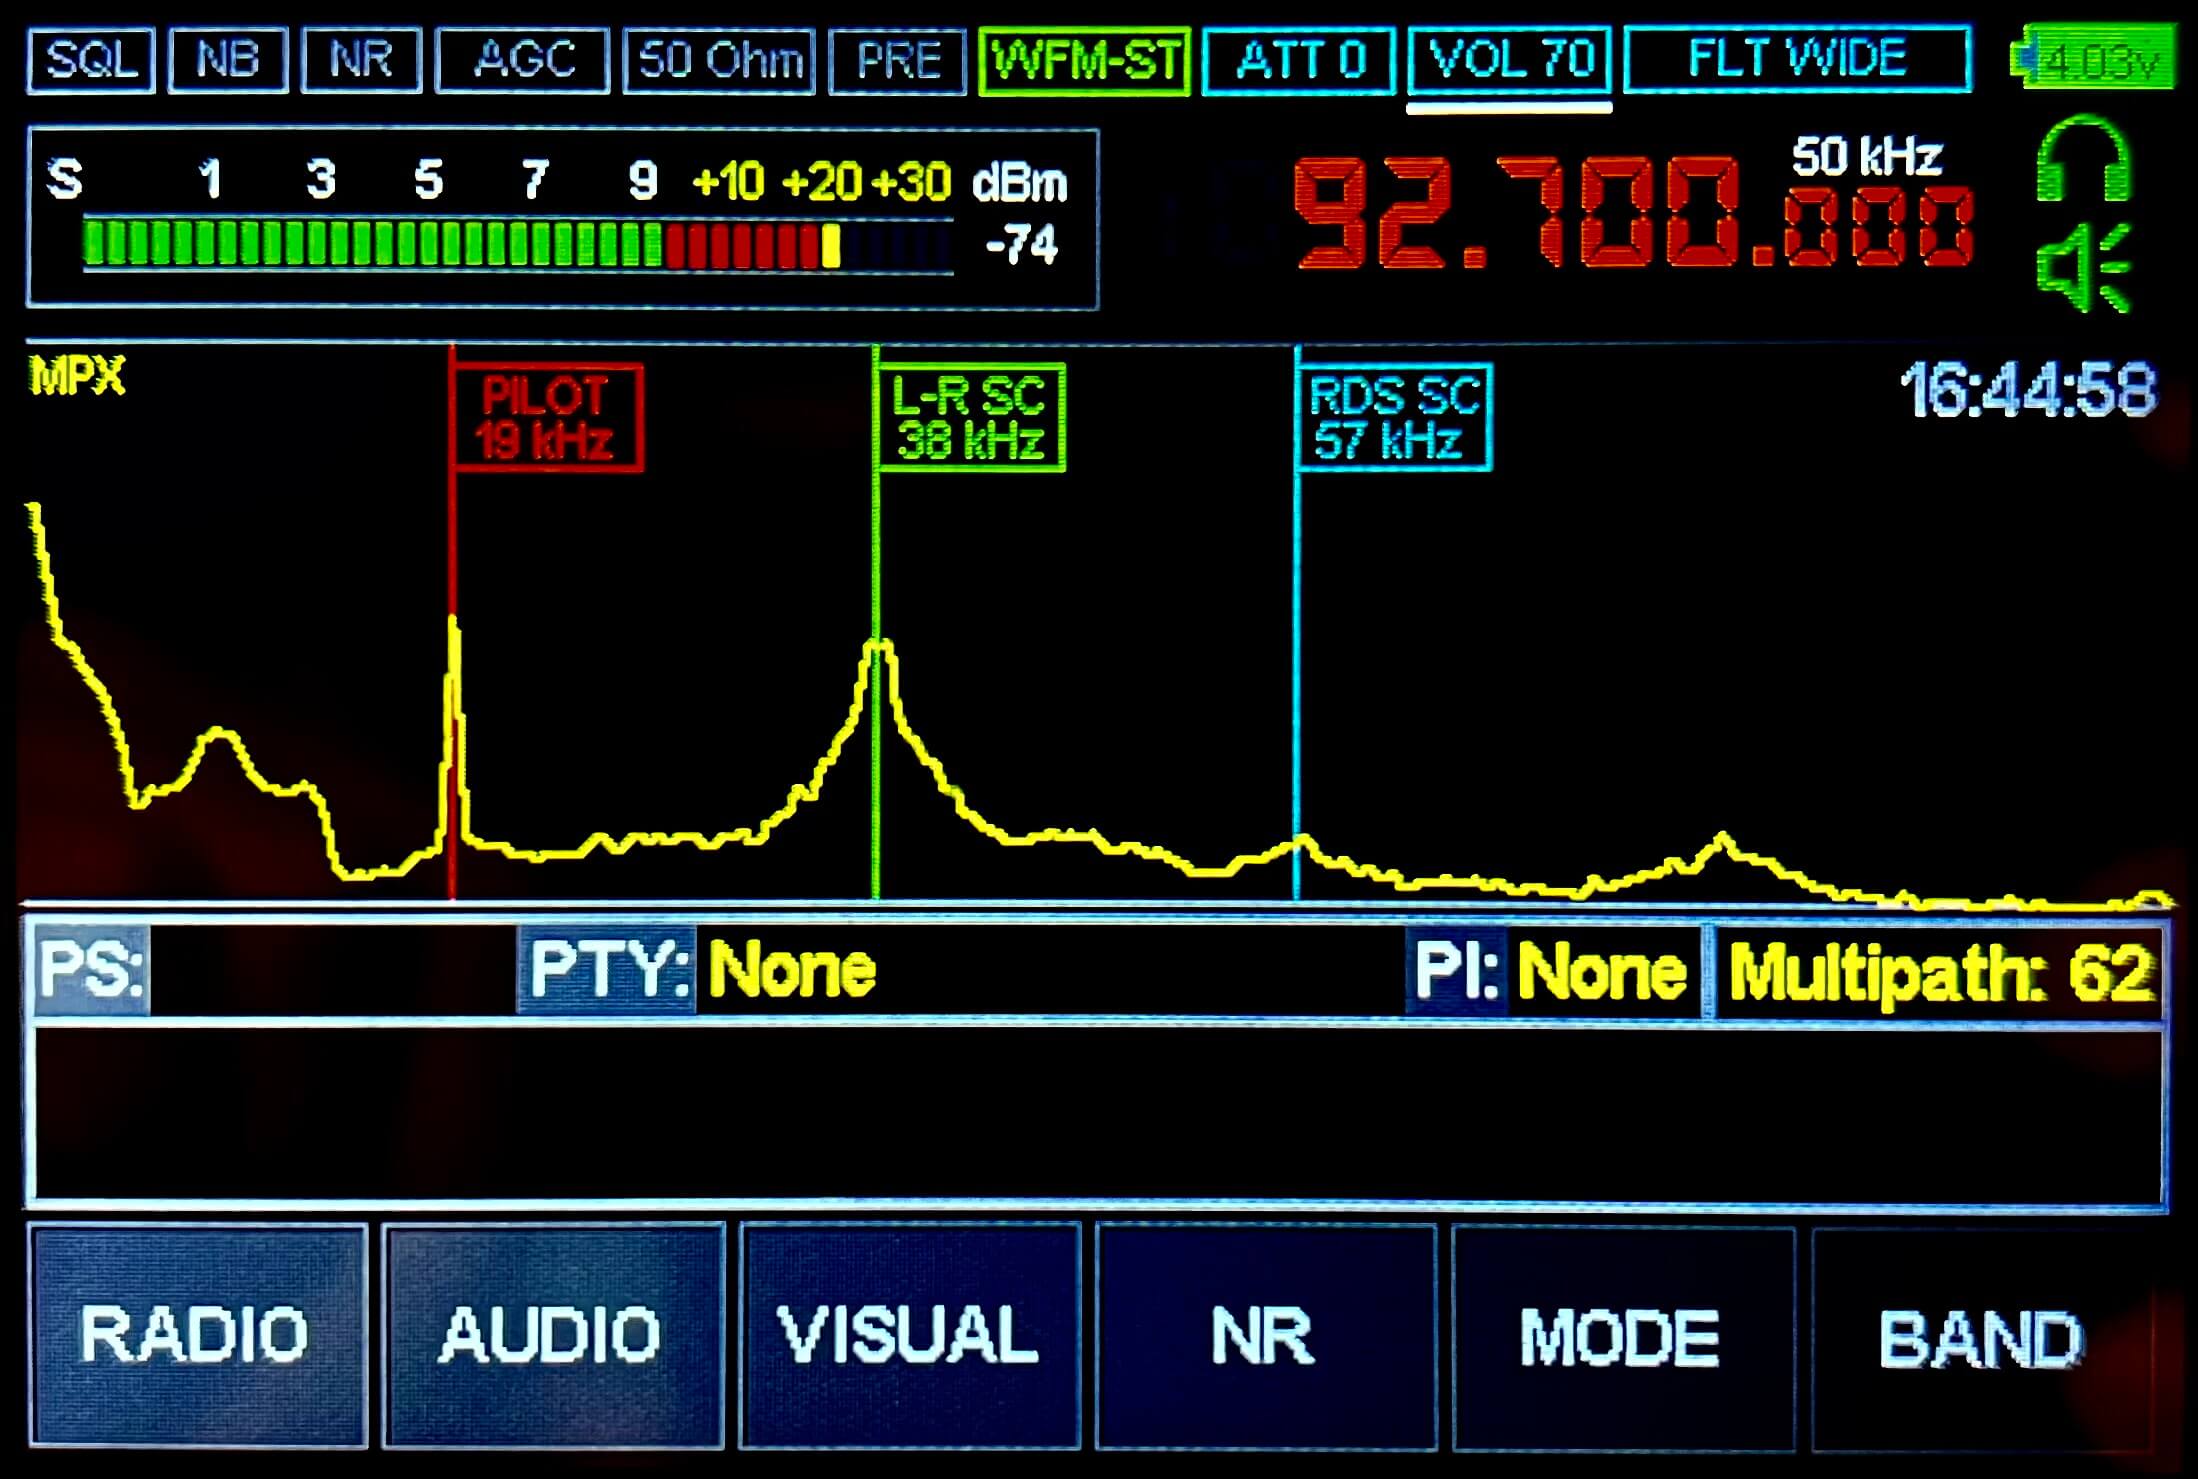 SQL NB NR AGC 50 Ohm PRE WFM-ST ATT 0 VOL 70 FLT WIDE 4.03v
S 1 3 5 7 9 +10 +20 +30 dBm
-74
50 kHz
92.700.000
MPX
PILOT
19 kHz
L-R SC
38 kHz
RDS SC
57 kHz
16:44:58
PS: PTY: None PI: None Multipath: 62
RADIO AUDIO VISUAL NR MODE BAND